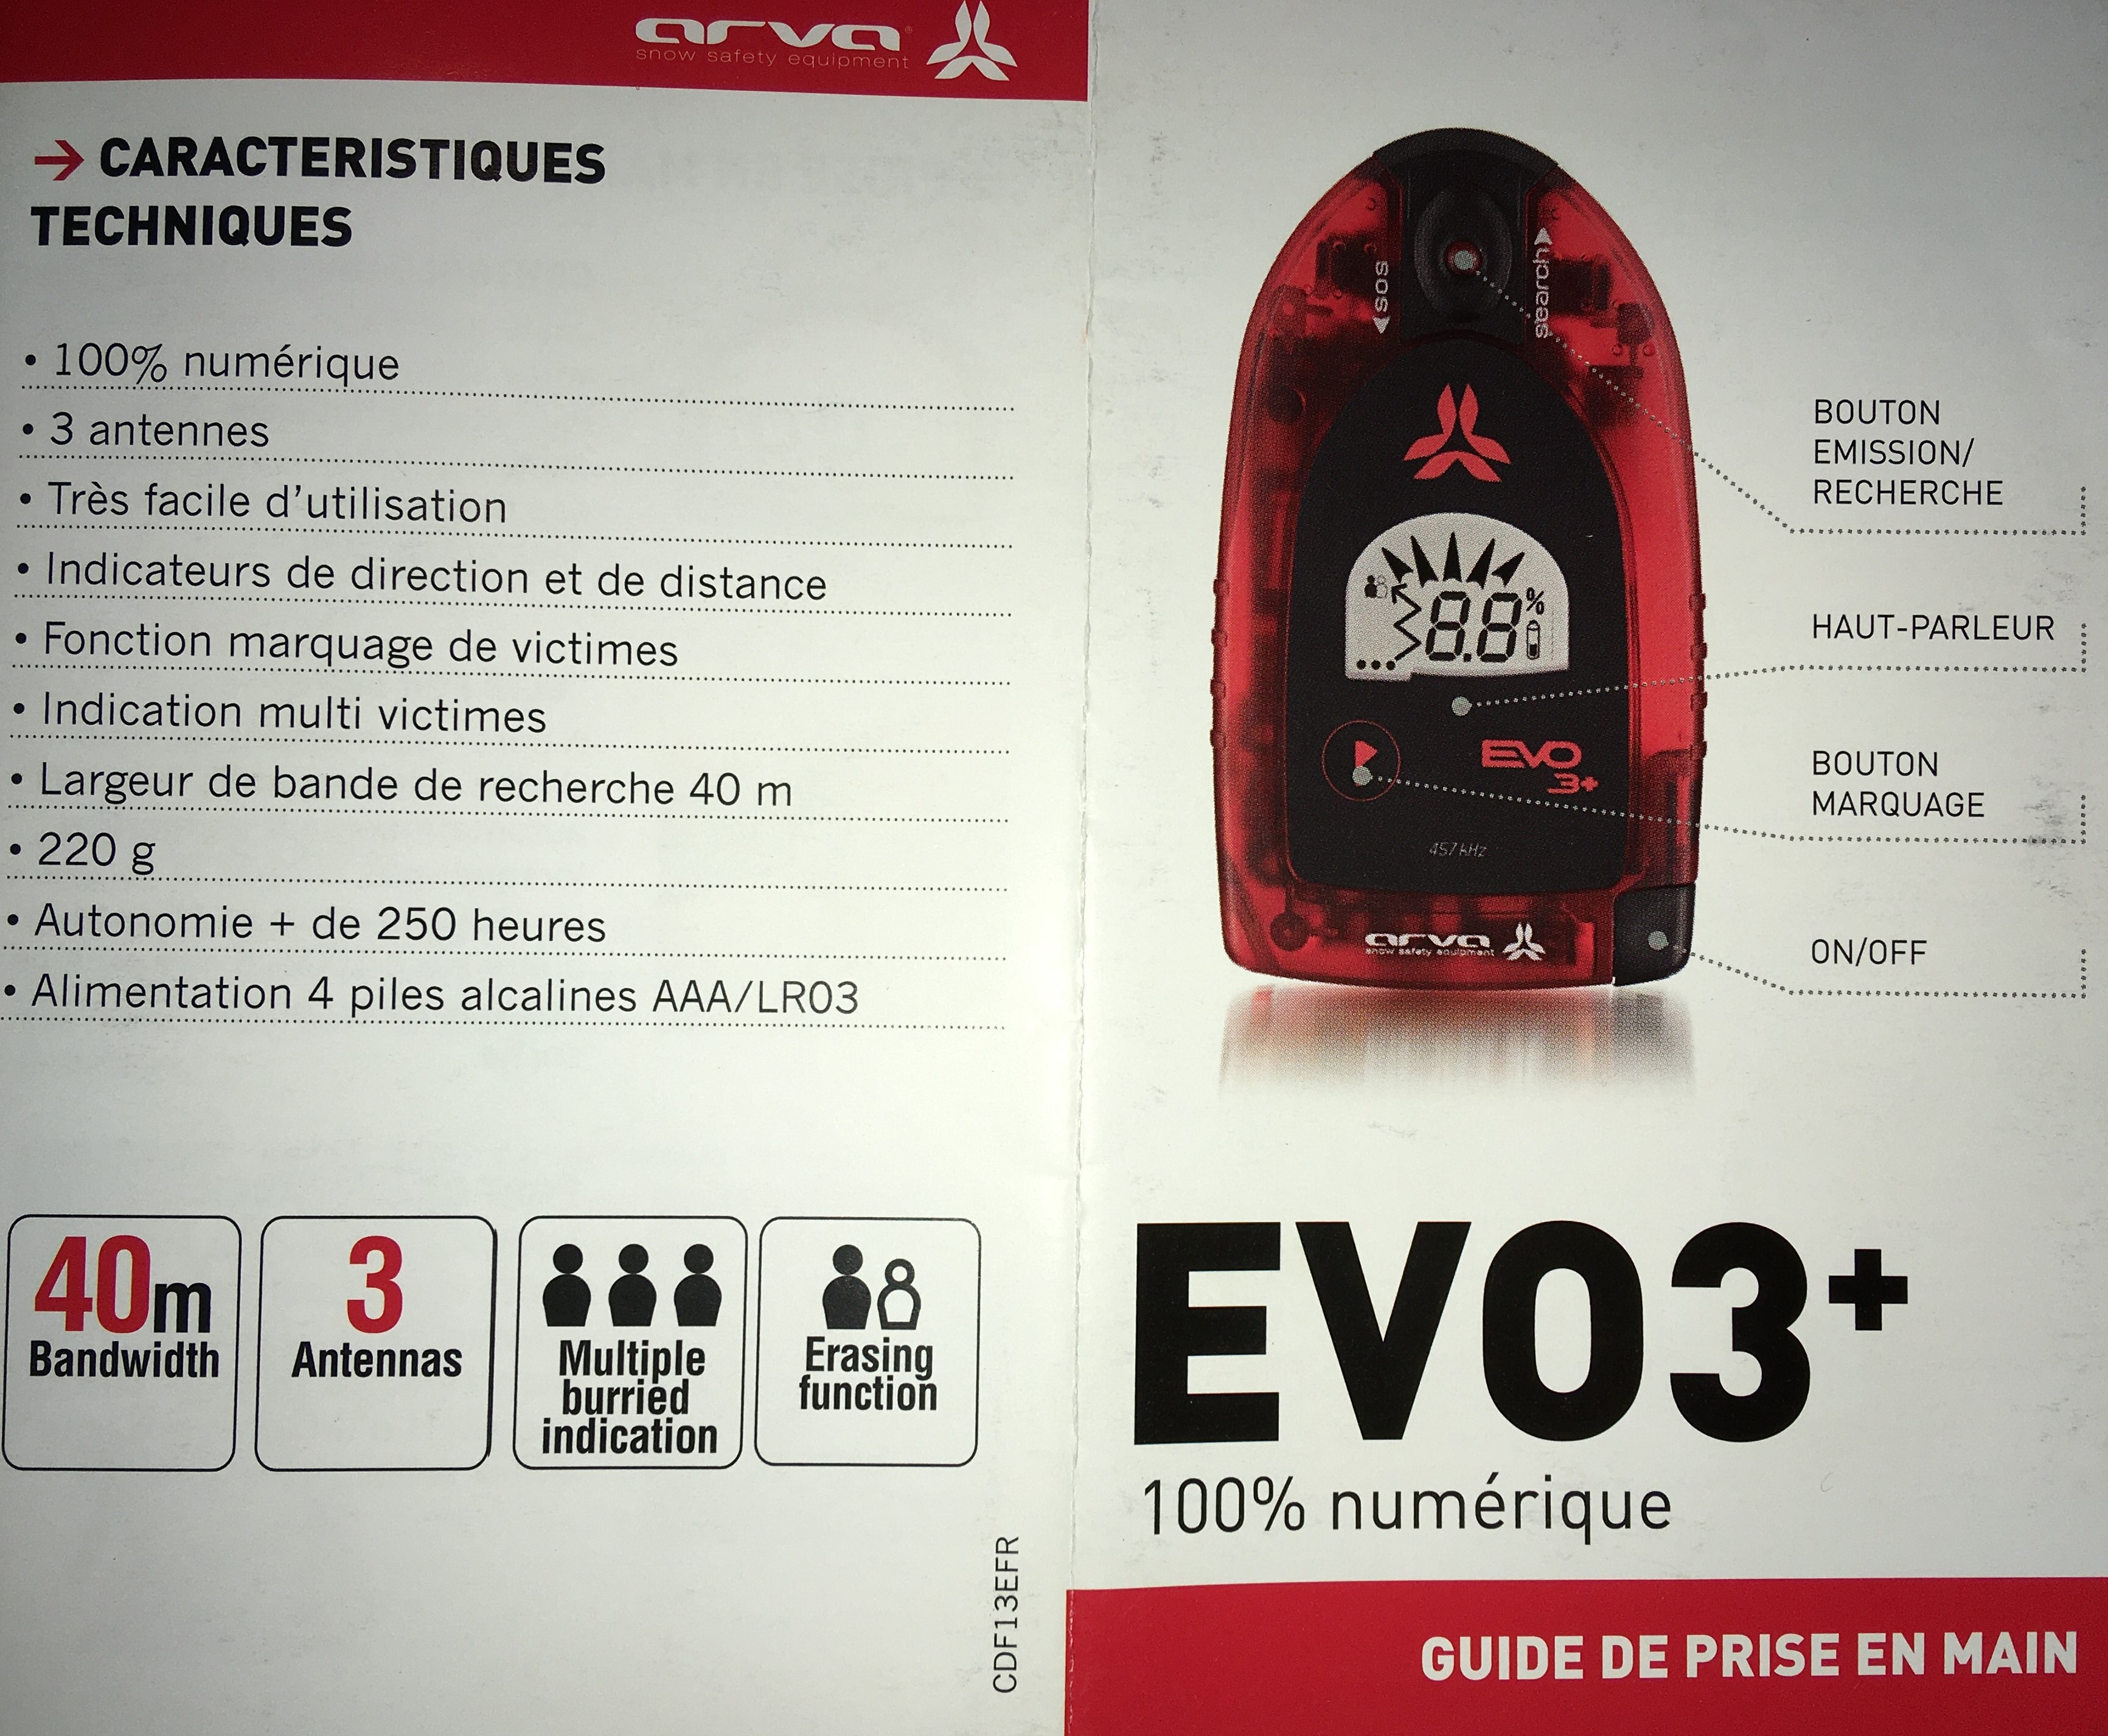 arva
snow safety equipment
→ CARACTERISTIQUES
TECHNIQUES
• 100% numérique
• 3 antennes
• Très facile d'utilisation
• Indicateurs de direction et de distance
• Fonction marquage de victimes
• Indication multi victimes
• Largeur de bande de recherche 40 m
• 220 g
• Autonomie + de 250 heures
• Alimentation 4 piles alcalines AAA/LR03
40m
Bandwidth
3
Antennas
Multiple
burried
indication
Erasing
function
CDF13EFR
SOS
search
8.8%
EVO
3+
457 kHz
arva
snow safety equipment
BOUTON
EMISSION/
RECHERCHE
HAUT-PARLEUR
BOUTON
MARQUAGE
ON/OFF
EVO3+
100% numérique
GUIDE DE PRISE EN MAIN